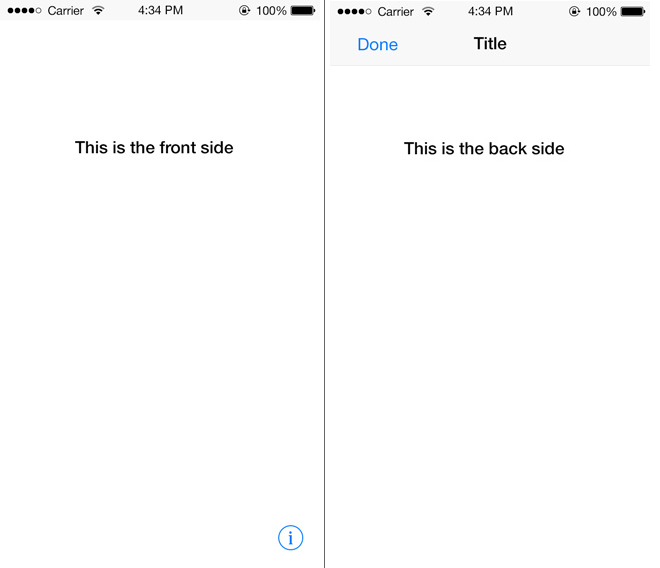 Carrier 4:34 PM 100%
This is the front side
i
Carrier 4:34 PM 100%
Done Title
This is the back side